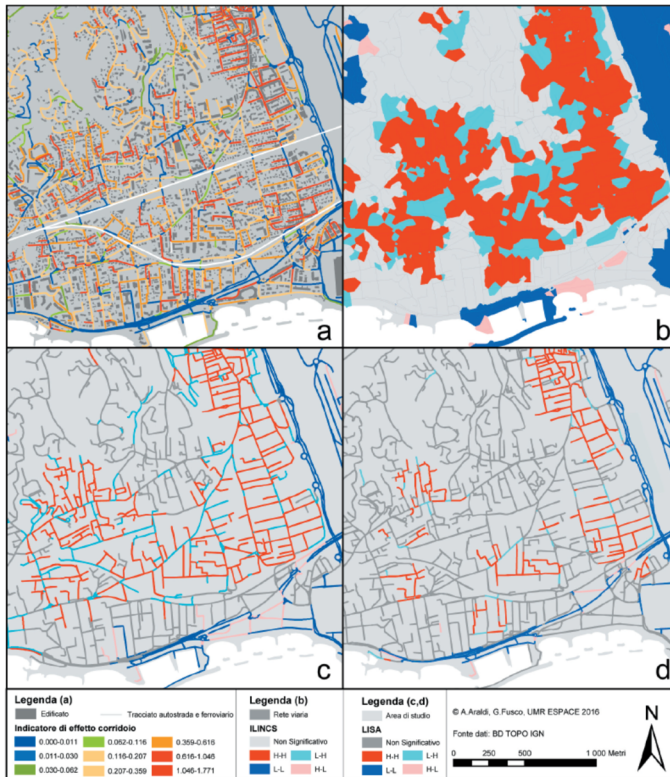 a
b
c
d
Legenda (a)
Edificato
Tracciato autostrada e ferroviario
Indicatore di effetto corridoio
0.000-0.011
0.062-0.116
0.359-0.616
0.011-0.030
0.116-0.207
0.616-1.046
0.030-0.062
0.207-0.359
1.046-1.771
Legenda (b)
Rete viaria
ILINCS
Non Significativo
H-H
L-H
L-L
H-L
Legenda (c,d)
Area di studio
LISA
Non Significativo
H-H
L-H
L-L
H-L
© A.Araldi, G.Fusco, UMR ESPACE 2016
Fonte dati: BD TOPO IGN
0 250 500 1 000 Metri
N